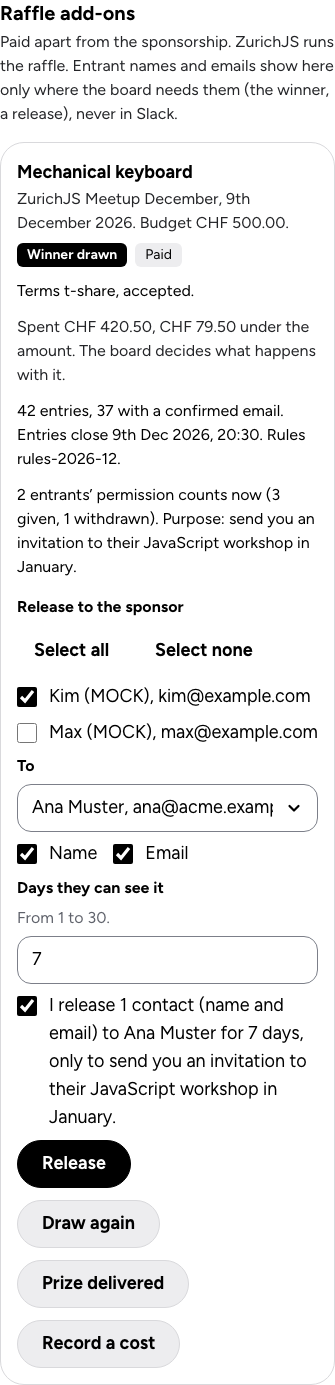 Raffle add-ons
Paid apart from the sponsorship. ZurichJS runs
the raffle. Entrant names and emails show here
only where the board needs them (the winner,
a release), never in Slack.
Mechanical keyboard
ZurichJS Meetup December, 9th
December 2026. Budget CHF 500.00.
Winner drawn Paid
Terms t-share, accepted.
Spent CHF 420.50, CHF 79.50 under the
amount. The board decides what happens
with it.
42 entries, 37 with a confirmed email.
Entries close 9th Dec 2026, 20:30. Rules
rules-2026-12.
2 entrants’ permission counts now (3
given, 1 withdrawn). Purpose: send you an
invitation to their JavaScript workshop in
January.
Release to the sponsor
Select all Select none
Kim (MOCK), kim@example.com
Max (MOCK), max@example.com
To
Ana Muster, ana@acme.examp
Name Email
Days they can see it
From 1 to 30.
7
I release 1 contact (name and
email) to Ana Muster for 7 days,
only to send you an invitation to
their JavaScript workshop in
January.
Release
Draw again
Prize delivered
Record a cost